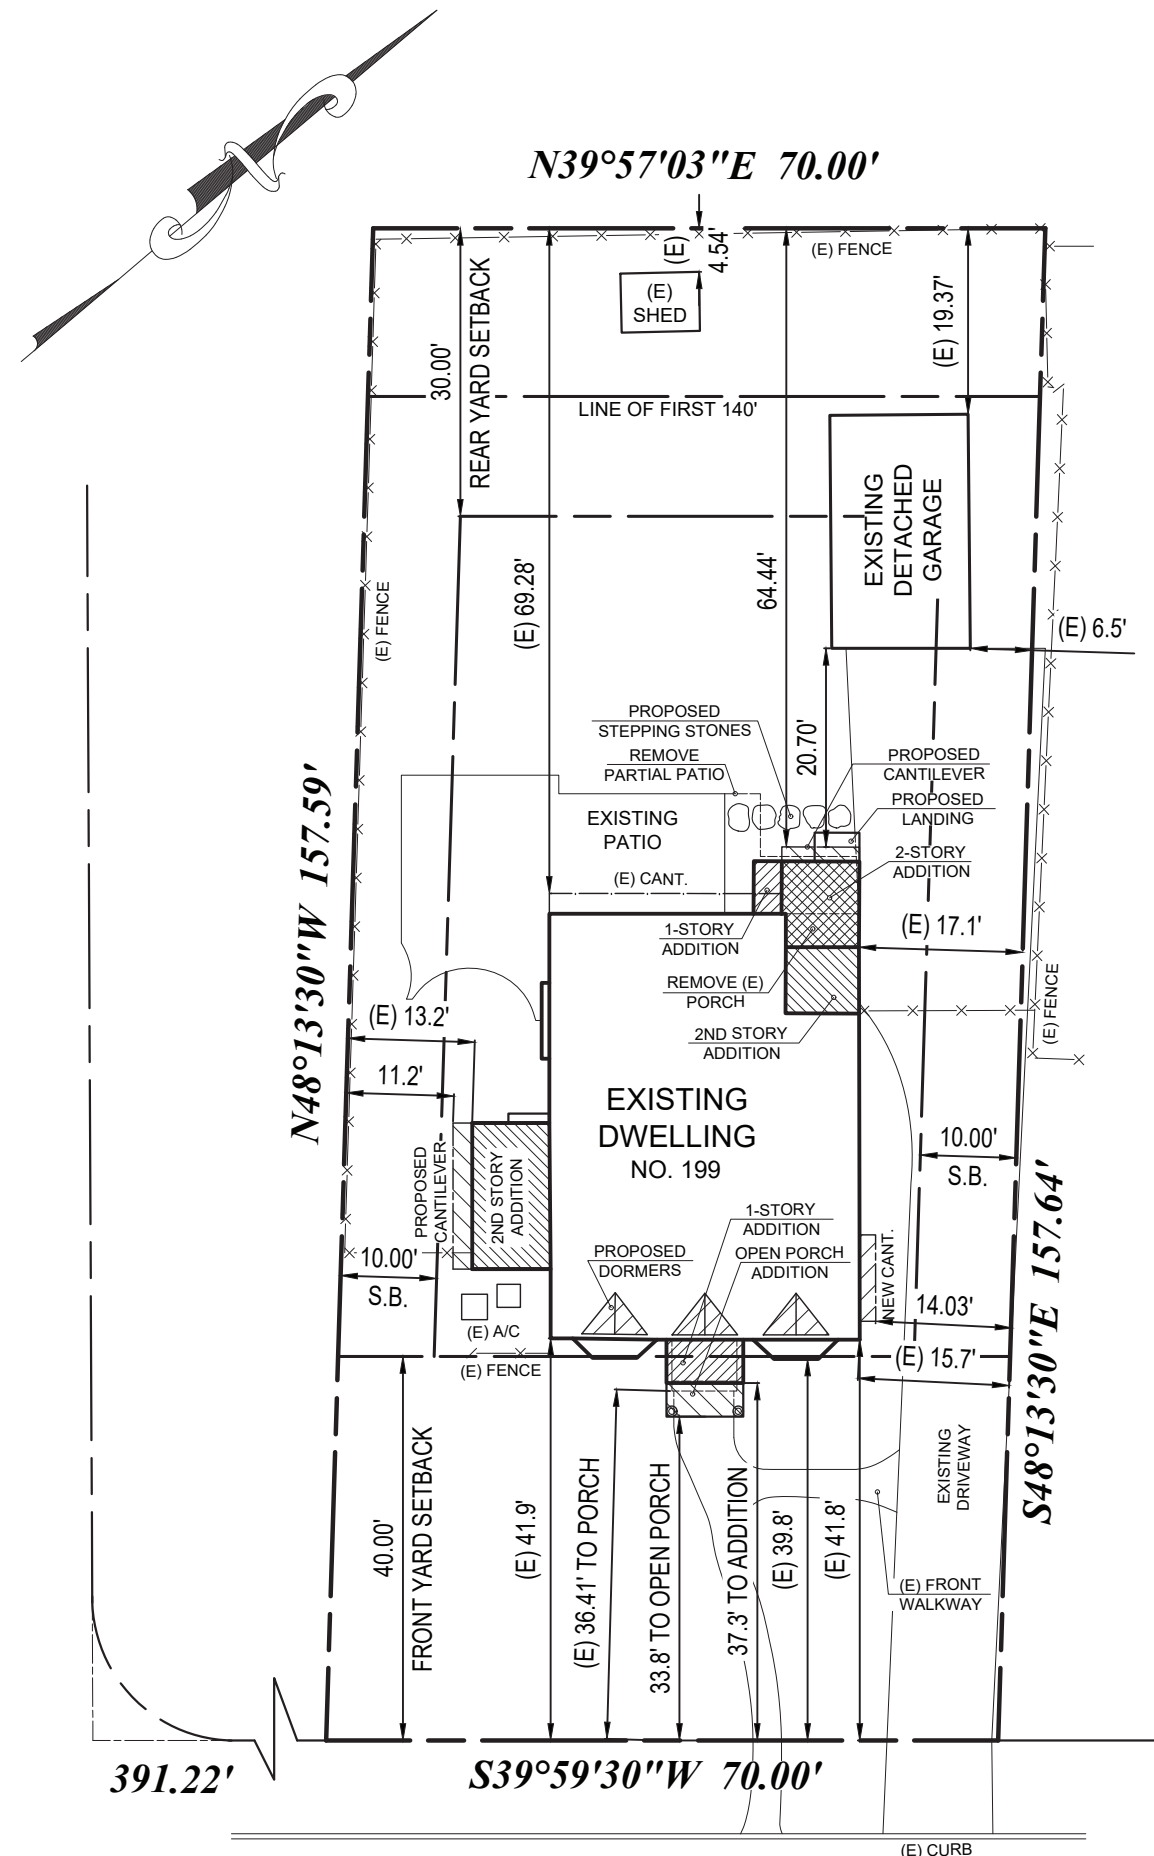 N39°57'03"E 70.00'
(E)
4.54'
(E) FENCE
(E)
SHED
REAR YARD SETBACK
30.00'
(E) 19.37'
LINE OF FIRST 140'
EXISTING
DETACHED
GARAGE
(E) 69.28'
64.44'
(E) FENCE
(E) 6.5'
PROPOSED
STEPPING STONES
REMOVE
PARTIAL PATIO
20.70'
PROPOSED
CANTILEVER
PROPOSED
LANDING
EXISTING
PATIO
2-STORY
ADDITION
(E) CANT.
N48°13'30"W 157.59'
1-STORY
ADDITION
(E) 17.1'
REMOVE (E)
PORCH
(E) FENCE
(E) 13.2'
2ND STORY
ADDITION
11.2'
EXISTING
DWELLING
NO. 199
10.00'
S.B.
PROPOSED
CANTILEVER
2ND STORY
ADDITION
1-STORY
ADDITION
PROPOSED
DORMERS
OPEN PORCH
ADDITION
NEW CANT.
10.00'
S.B.
14.03'
(E) A/C
(E) FENCE
(E) 15.7'
S48°13'30"E 157.64'
40.00'
FRONT YARD SETBACK
(E) 41.9'
(E) 36.41' TO PORCH
33.8' TO OPEN PORCH
37.3' TO ADDITION
(E) 39.8'
(E) 41.8'
EXISTING
DRIVEWAY
(E) FRONT
WALKWAY
391.22'
S39°59'30"W 70.00'
(E) CURB